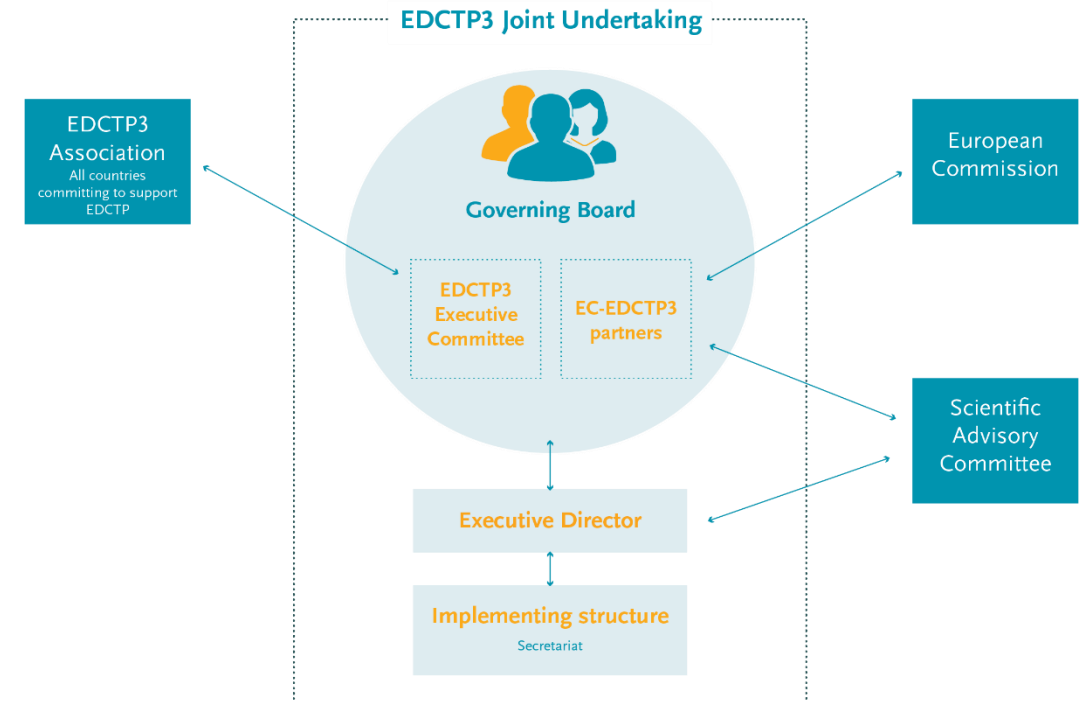 EDCTP3 Joint Undertaking
EDCTP3
Association
All countries
committing to support
EDCTP
European
Commission
Governing Board
EDCTP3
Executive
Committee
EC-EDCTP3
partners
Scientific
Advisory
Committee
Executive Director
Implementing structure
Secretariat